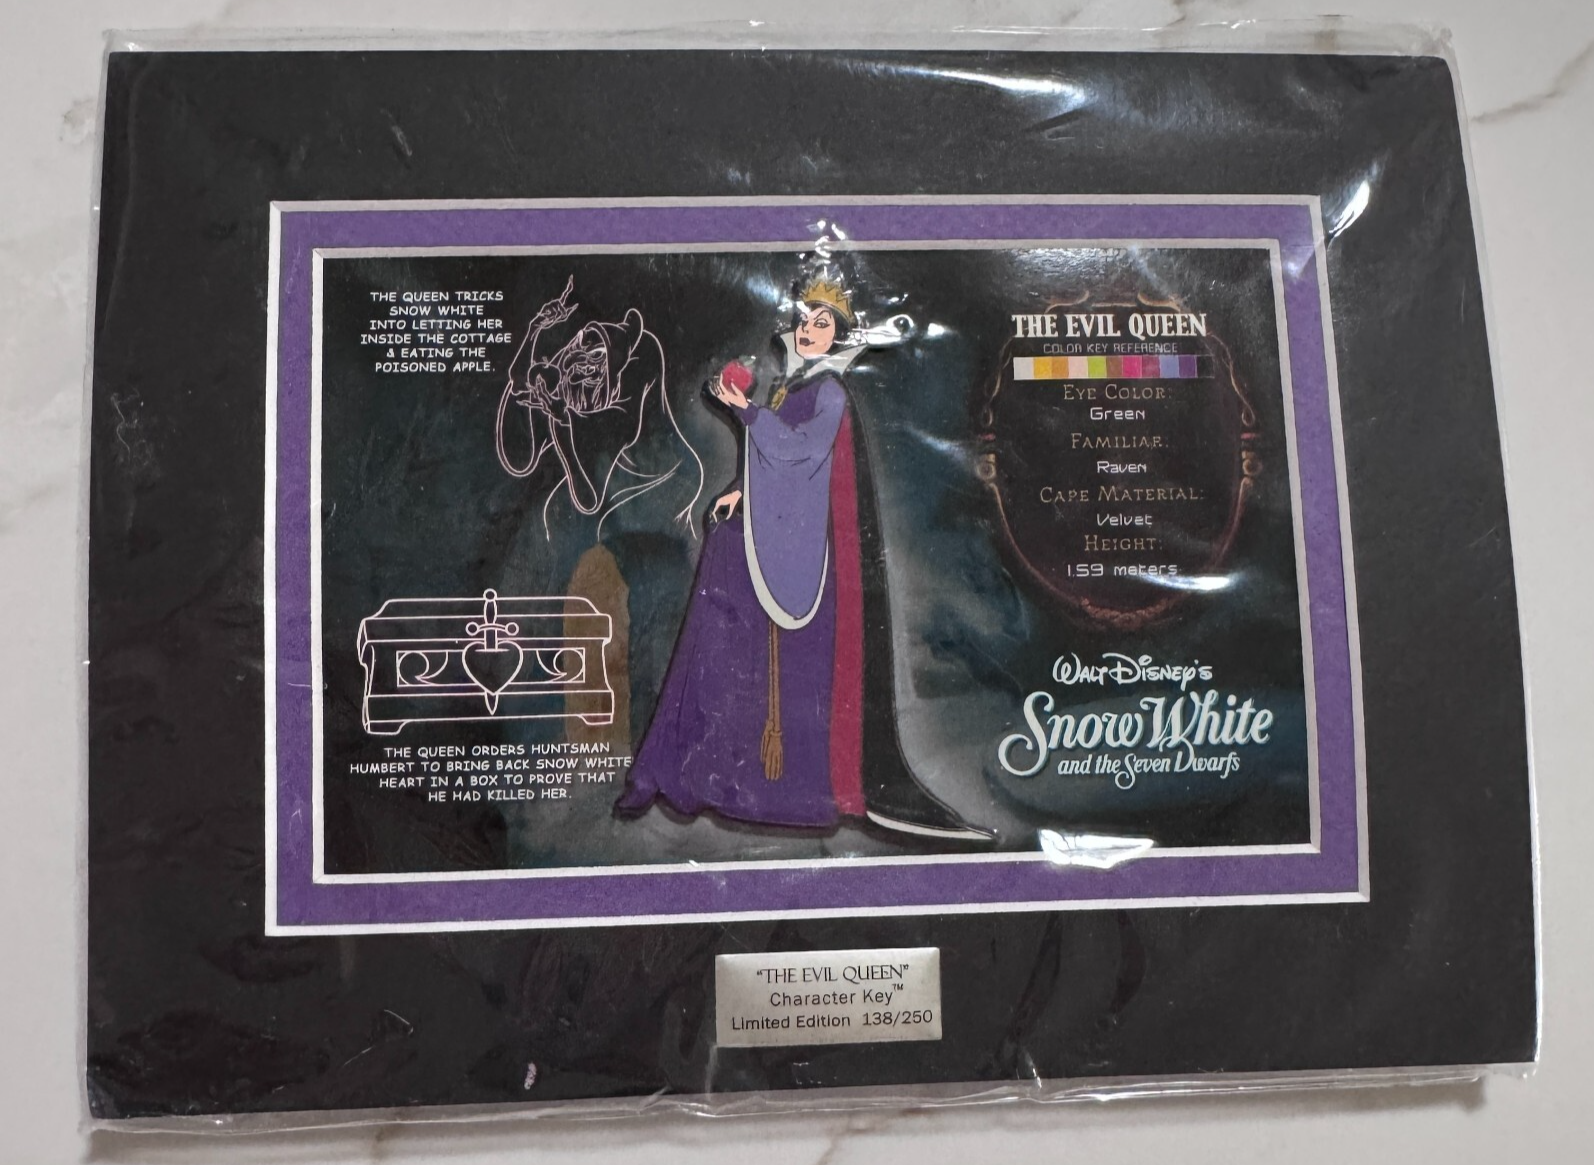 THE QUEEN TRICKS
SNOW WHITE
INTO LETTING HER
INSIDE THE COTTAGE
& EATING THE
POISONED APPLE.
THE QUEEN ORDERS HUNTSMAN
HUMBERT TO BRING BACK SNOW WHITE
HEART IN A BOX TO PROVE THAT
HE HAD KILLED HER.
THE EVIL QUEEN
COLOR KEY REFERENCE
EYE COLOR:
Green
FAMILIAR:
Raven
CAPE MATERIAL:
Velvet
HEIGHT:
1.59 meters
WALT DISNEY'S
Snow White
and the Seven Dwarfs
"THE EVIL QUEEN"
Character Key™
Limited Edition 138/250